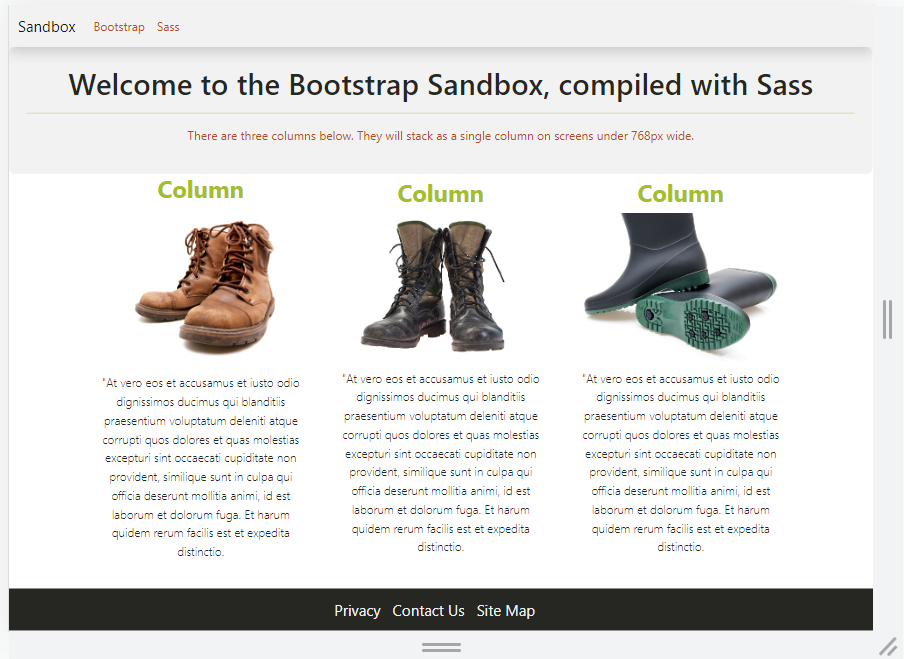 Sandbox Bootstrap Sass
Welcome to the Bootstrap Sandbox, compiled with Sass
There are three columns below. They will stack as a single column on screens under 768px wide.
Column
"At vero eos et accusamus et iusto odio
dignissimos ducimus qui blanditiis
praesentium voluptatum deleniti atque
corrupti quos dolores et quas molestias
excepturi sint occaecati cupiditate non
provident, similique sunt in culpa qui
officia deserunt mollitia animi, id est
laborum et dolorum fuga. Et harum
quidem rerum facilis est et expedita
distinctio.
Column
"At vero eos et accusamus et iusto odio
dignissimos ducimus qui blanditiis
praesentium voluptatum deleniti atque
corrupti quos dolores et quas molestias
excepturi sint occaecati cupiditate non
provident, similique sunt in culpa qui
officia deserunt mollitia animi, id est
laborum et dolorum fuga. Et harum
quidem rerum facilis est et expedita
distinctio.
Column
"At vero eos et accusamus et iusto odio
dignissimos ducimus qui blanditiis
praesentium voluptatum deleniti atque
corrupti quos dolores et quas molestias
excepturi sint occaecati cupiditate non
provident, similique sunt in culpa qui
officia deserunt mollitia animi, id est
laborum et dolorum fuga. Et harum
quidem rerum facilis est et expedita
distinctio.
Privacy Contact Us Site Map